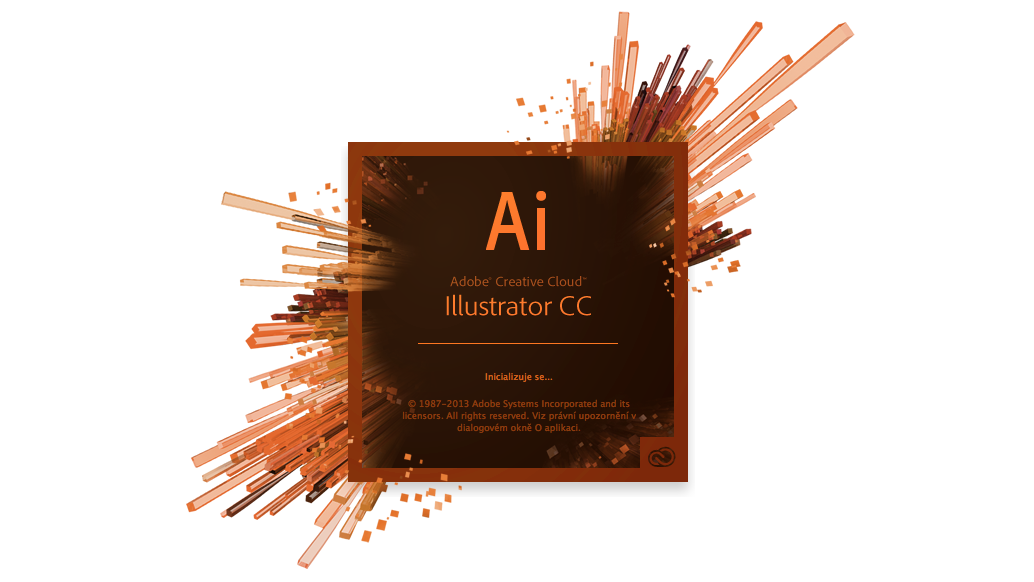 Ai
Adobe® Creative Cloud™
Illustrator CC
Inicializuje se...
© 1987-2013 Adobe Systems Incorporated and its
licensors. All rights reserved. Viz právní upozornění v
dialogovém okně O aplikaci.